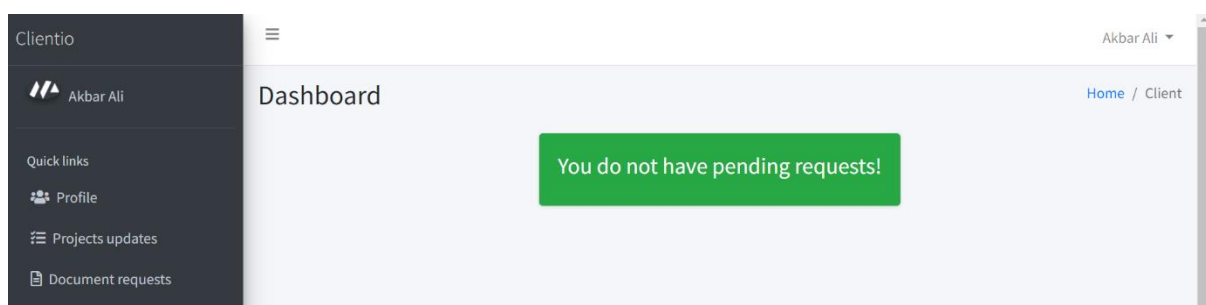 Clientio
Akbar Ali
Akbar Ali
Quick links
Profile
Projects updates
Document requests
Dashboard
Home / Client
You do not have pending requests!